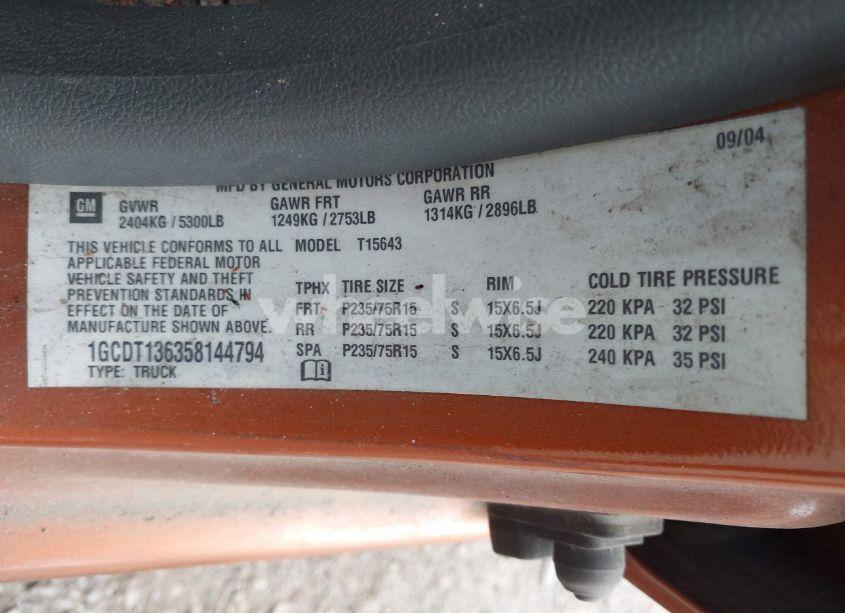 09/04
MFD BY GENERAL MOTORS CORPORATION
GM
GVWR
2404KG / 5300LB
GAWR FRT
1249KG / 2753LB
GAWR RR
1314KG / 2896LB
THIS VEHICLE CONFORMS TO ALL
APPLICABLE FEDERAL MOTOR
VEHICLE SAFETY AND THEFT
PREVENTION STANDARDS IN
EFFECT ON THE DATE OF
MANUFACTURE SHOWN ABOVE.
1GCDT136358144794
TYPE: TRUCK
MODEL T15643
TPHX TIRE SIZE RIM COLD TIRE PRESSURE
FRT P235/75R15 S 15X6.5J 220 KPA 32 PSI
RR P235/75R15 S 15X6.5J 220 KPA 32 PSI
SPA P235/75R15 S 15X6.5J 240 KPA 35 PSI
i
wheelwise